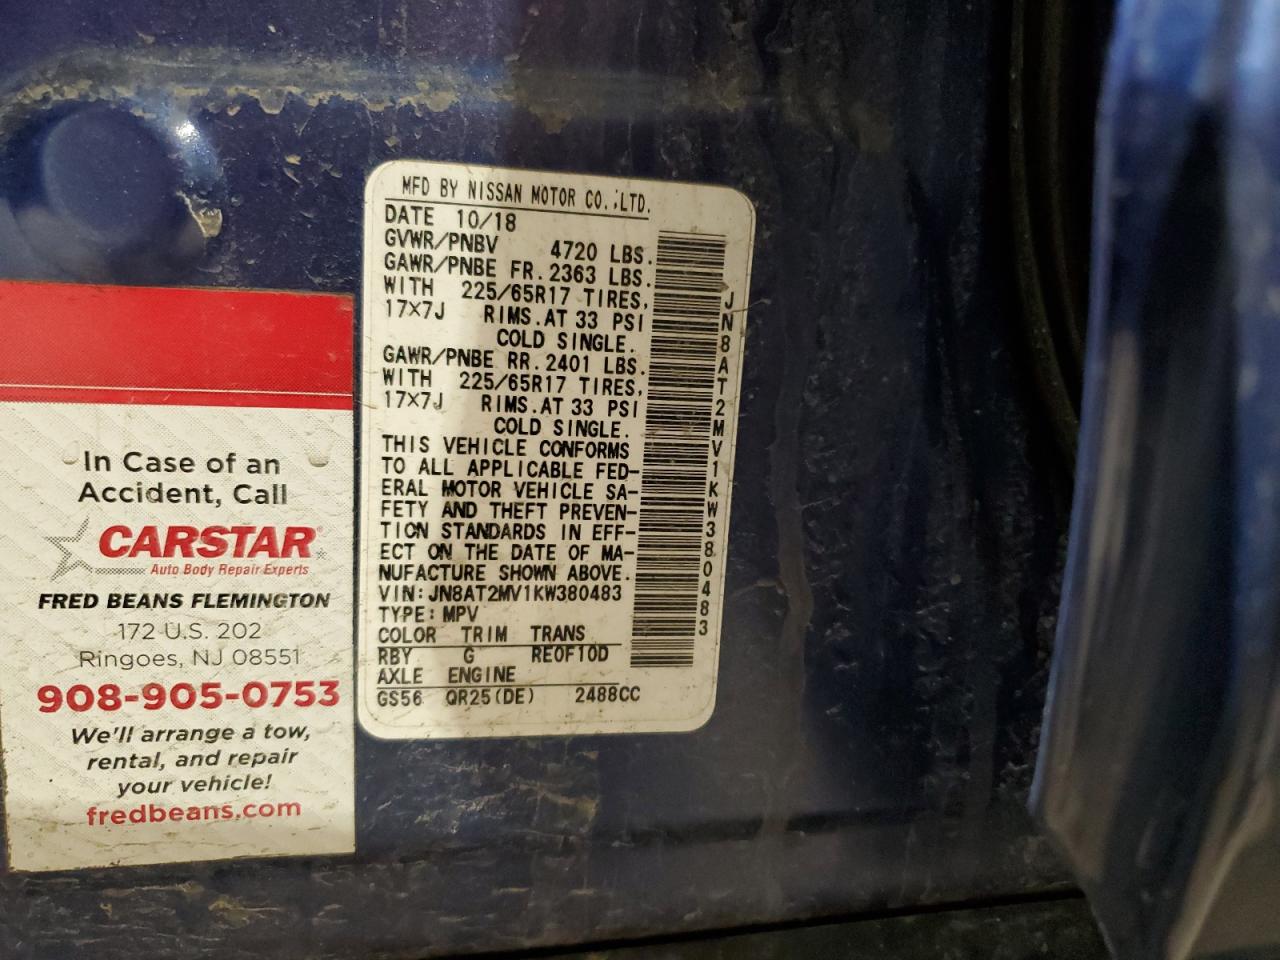 MFD BY NISSAN MOTOR CO.,LTD.
DATE 10/18
GVWR/PNBV 4720 LBS.
GAWR/PNBE FR. 2363 LBS.
WITH 225/65R17 TIRES,
17×7J RIMS.AT 33 PSI
COLD SINGLE.
GAWR/PNBE RR. 2401 LBS.
WITH 225/65R17 TIRES,
17×7J RIMS.AT 33 PSI
COLD SINGLE.
THIS VEHICLE CONFORMS
TO ALL APPLICABLE FED-
ERAL MOTOR VEHICLE SA-
FETY AND THEFT PREVEN-
TION STANDARDS IN EFF-
ECT ON THE DATE OF MA-
NUFACTURE SHOWN ABOVE.
VIN:JN8AT2MV1KW380483
TYPE:MPV
COLOR TRIM TRANS
RBY G RE0F10D
AXLE ENGINE
GS56 QR25(DE) 2488CC
JN8AT2MV1KW380483
In Case of an
Accident, Call
CARSTAR
Auto Body Repair Experts
FRED BEANS FLEMINGTON
172 U.S. 202
Ringoes, NJ 08551
908-905-0753
We'll arrange a tow,
rental, and repair
your vehicle!
fredbeans.com